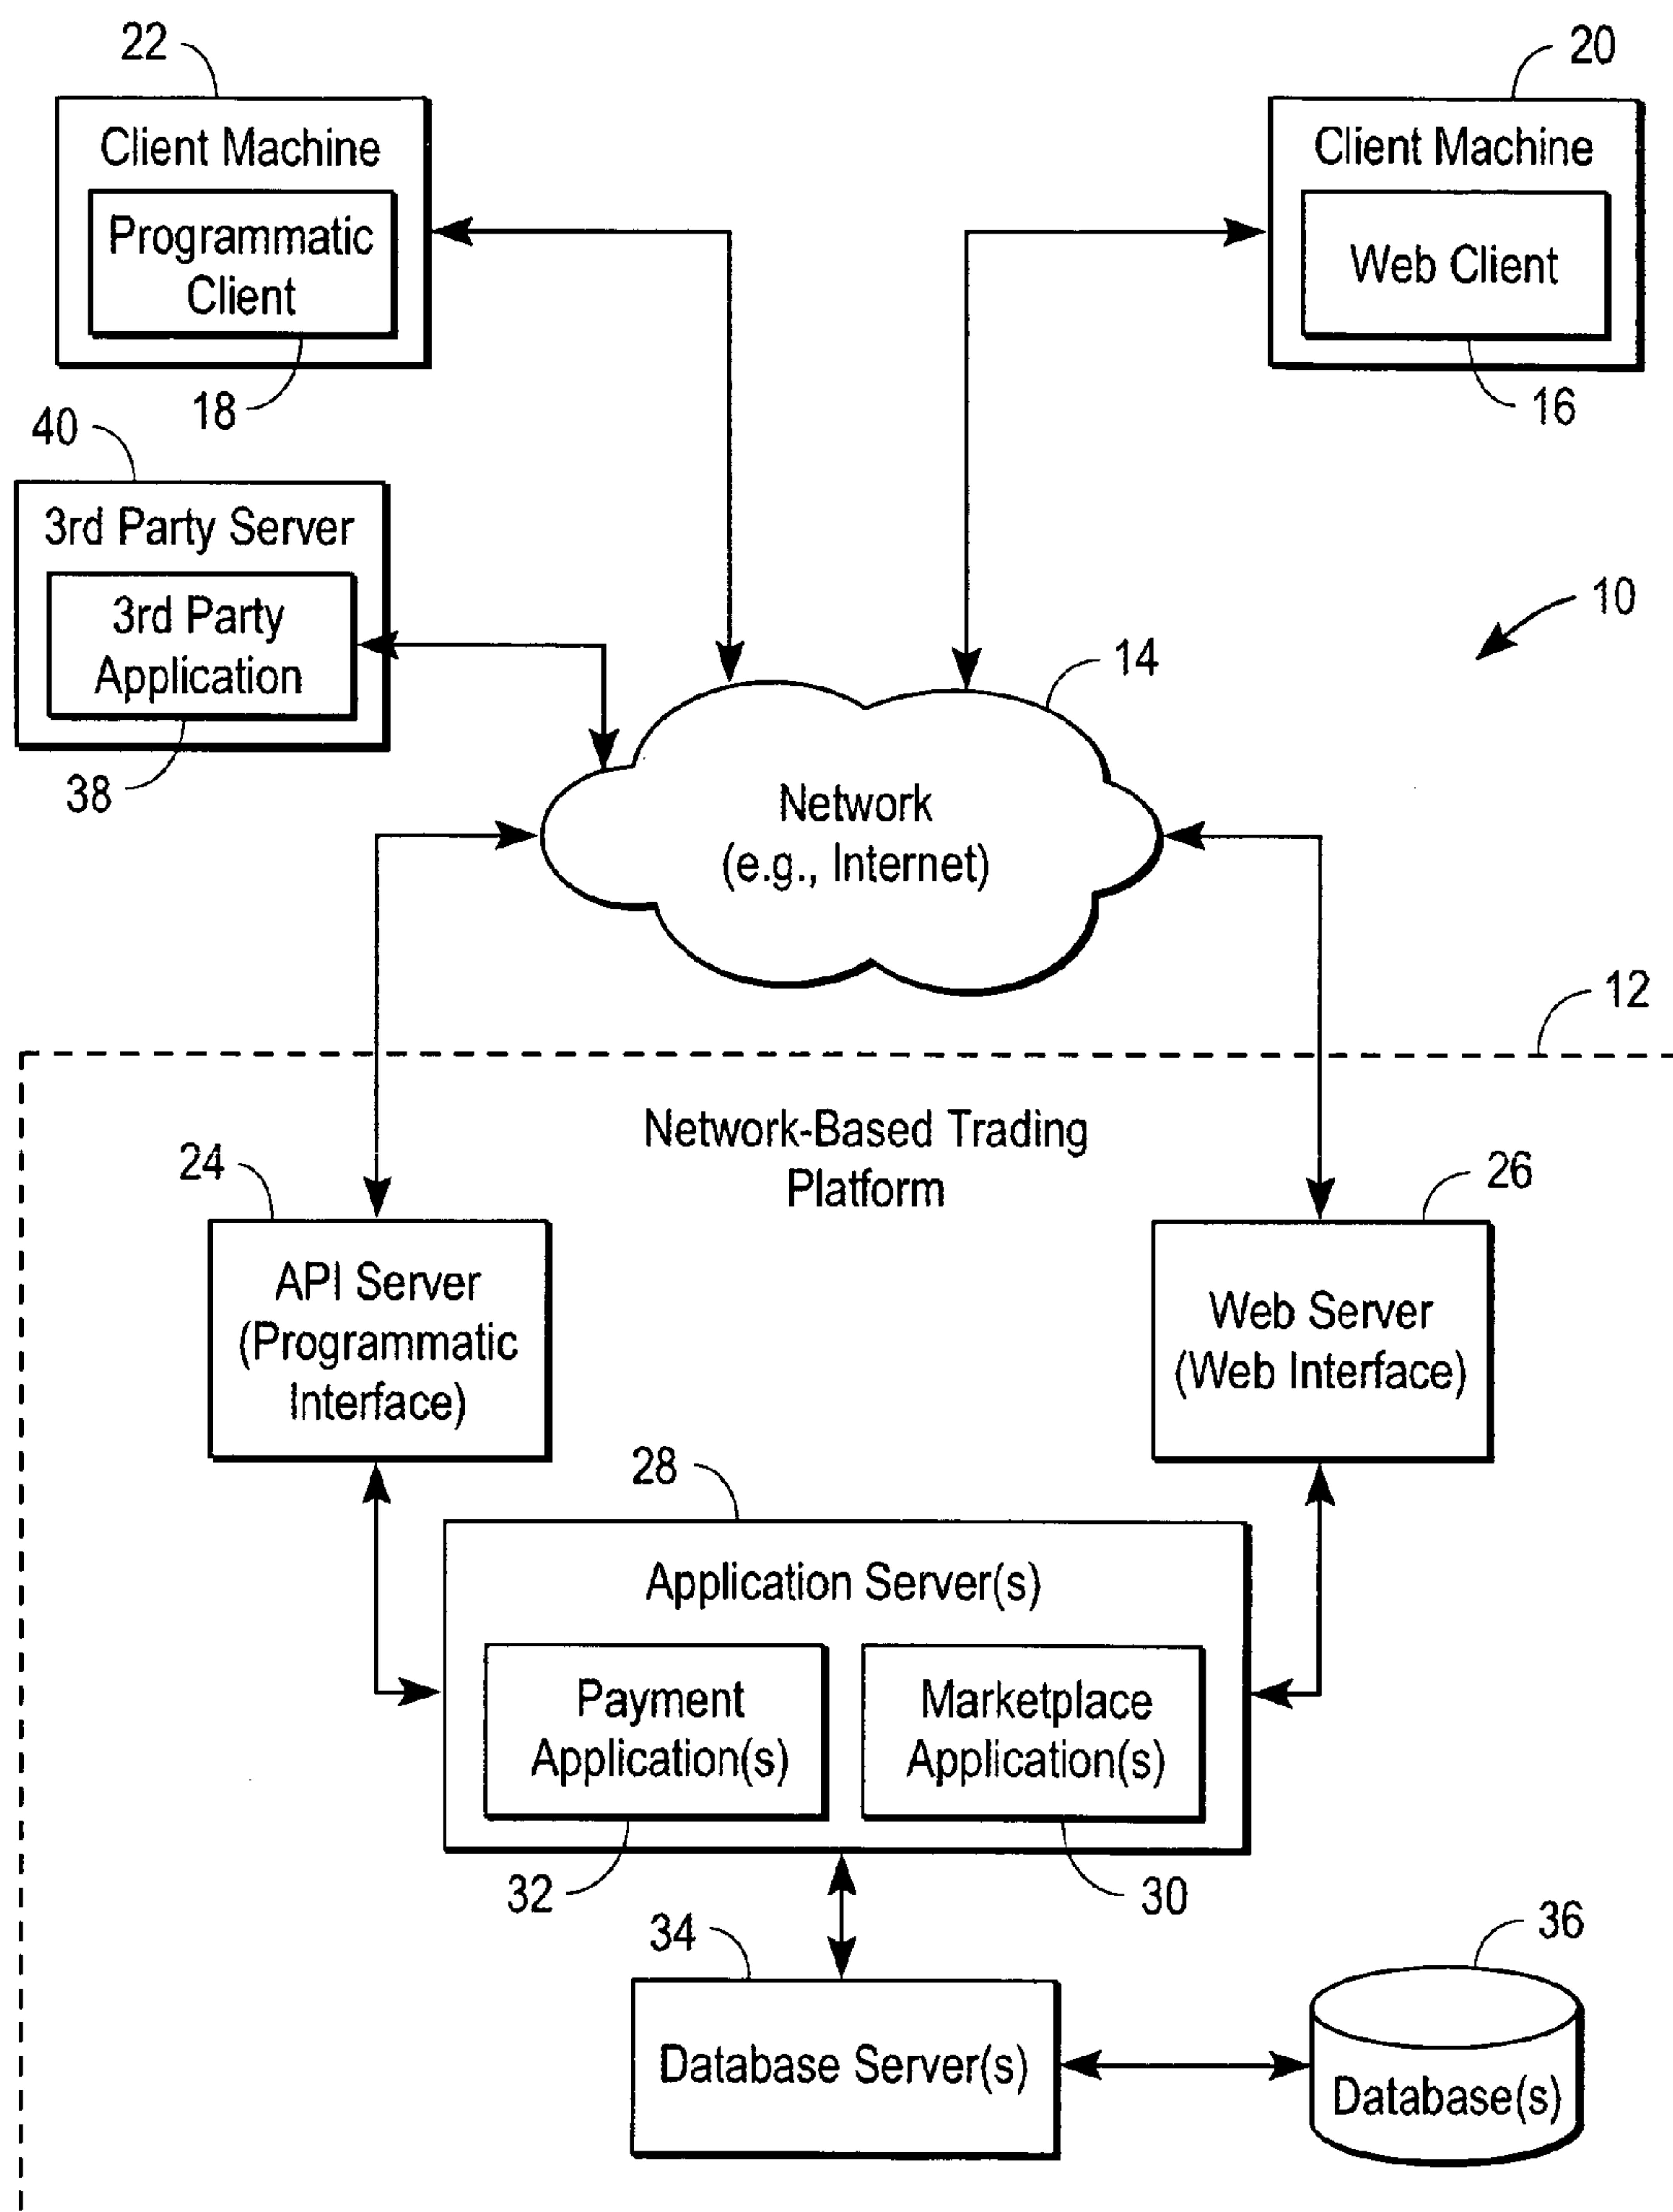 22
20
Client Machine
Programmatic
Client
18
Client Machine
Web Client
16
40
3rd Party Server
3rd Party
Application
38
10
14
Network
(e.g., Internet)
12
Network-Based Trading
Platform
24
API Server
(Programmatic
Interface)
26
Web Server
(Web Interface)
28
Application Server(s)
Payment
Application(s)
Marketplace
Application(s)
32
30
34
Database Server(s)
36
Database(s)